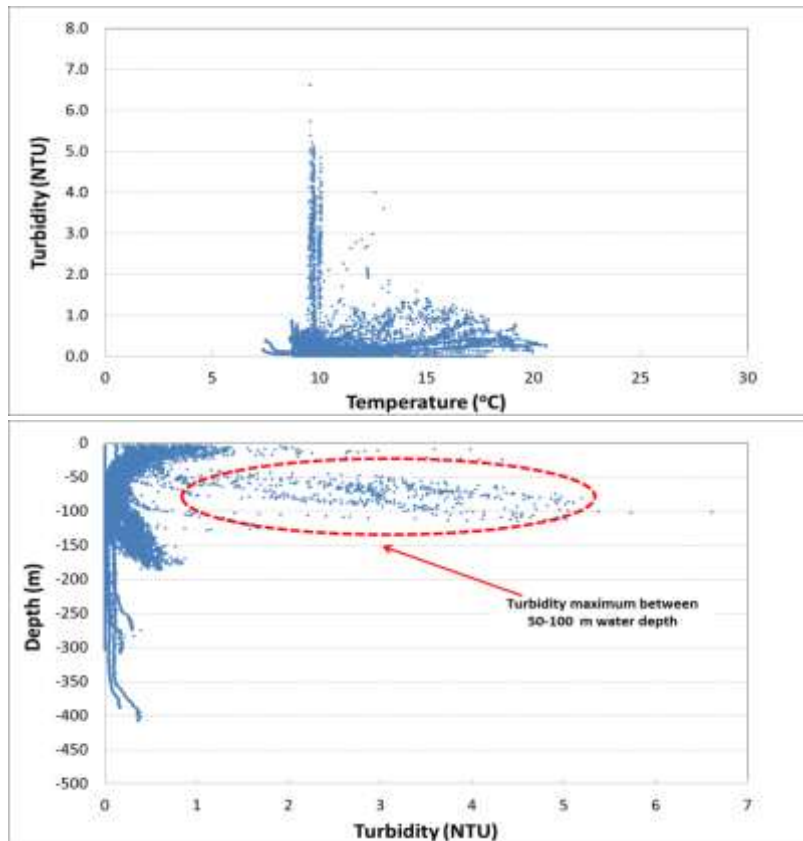 8.0
7.0
6.0
5.0
4.0
3.0
2.0
1.0
0.0
Turbidity (NTU)
0 5 10 15 20 25 30
Temperature (°C)
0
-50
-100
-150
-200
-250
-300
-350
-400
-450
-500
Depth (m)
Turbidity maximum between
50-100 m water depth
0 1 2 3 4 5 6 7
Turbidity (NTU)